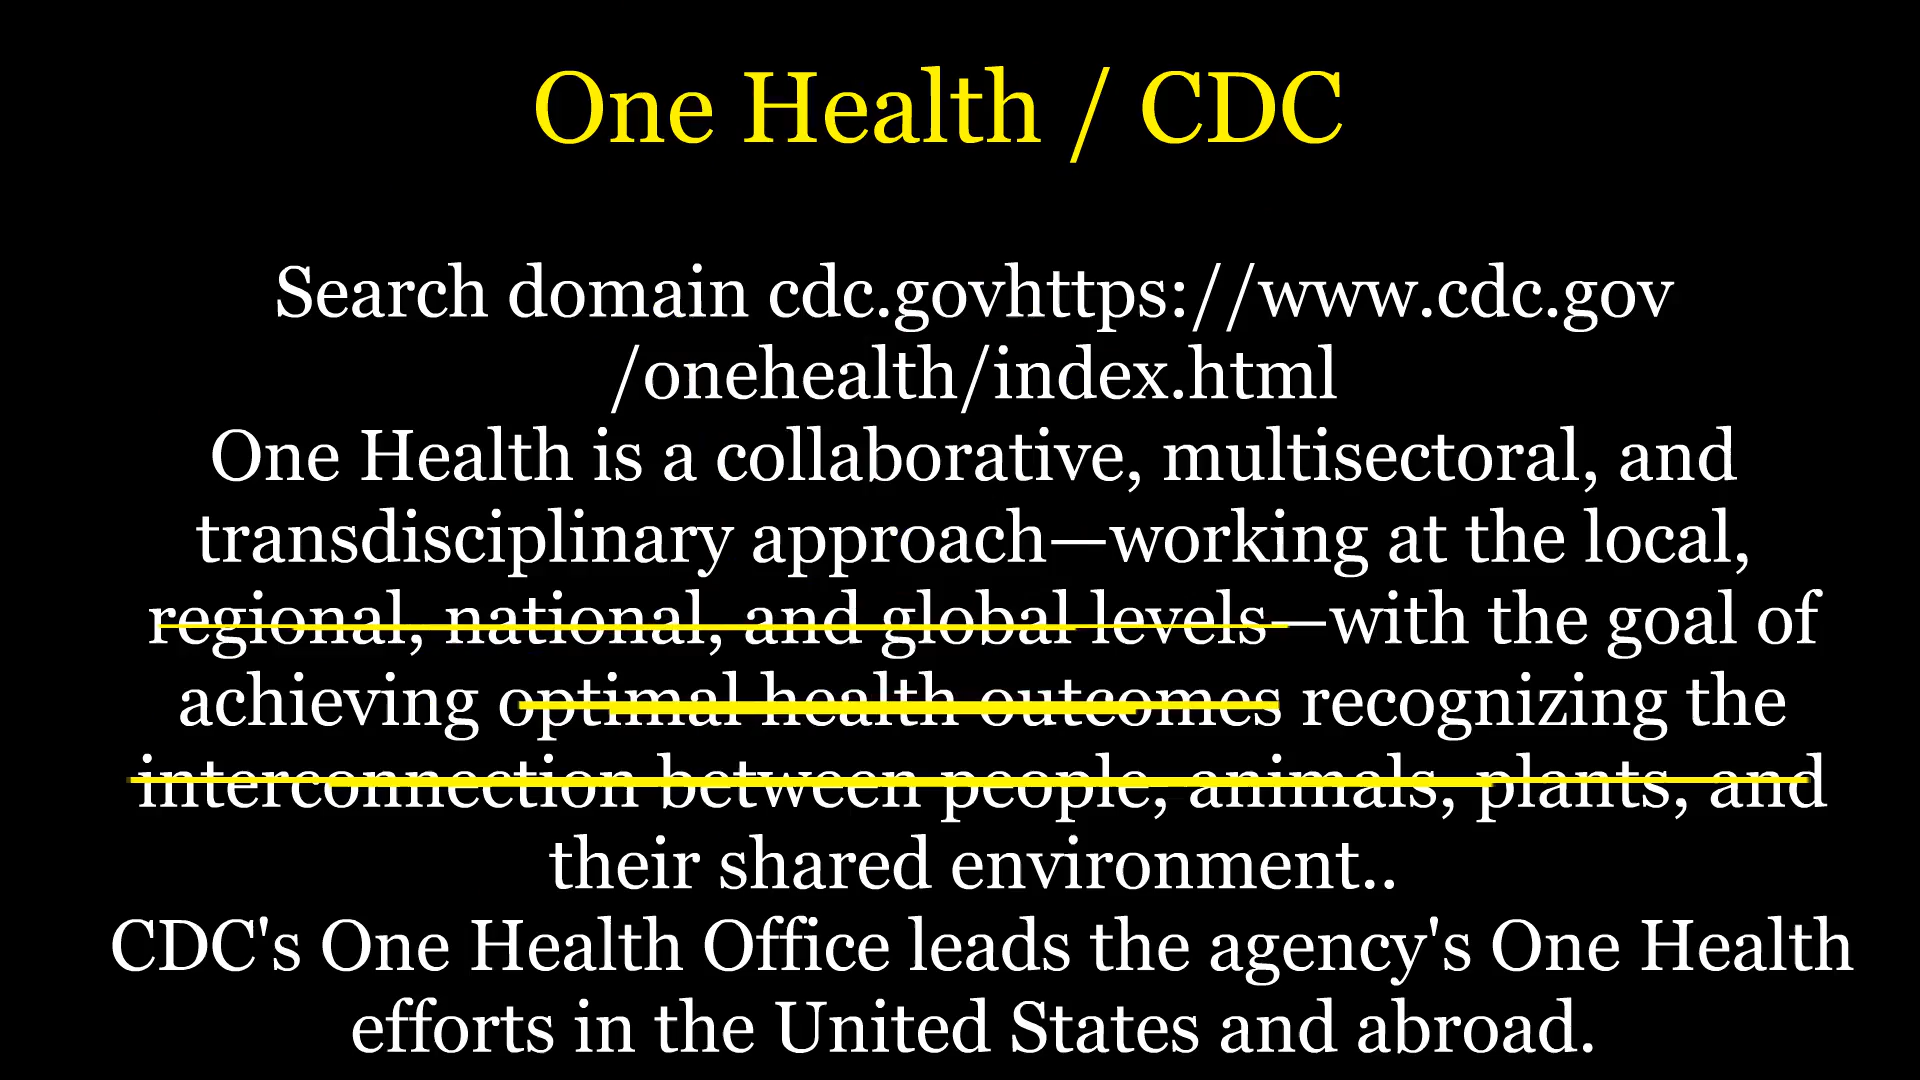 One Health / CDC
Search domain cdc.govhttps://www.cdc.gov
/onehealth/index.html
One Health is a collaborative, multisectoral, and
transdisciplinary approach—working at the local,
regional, national, and global levels—with the goal of
achieving optimal health outcomes recognizing the
interconnection between people, animals, plants, and
their shared environment..
CDC's One Health Office leads the agency's One Health
efforts in the United States and abroad.